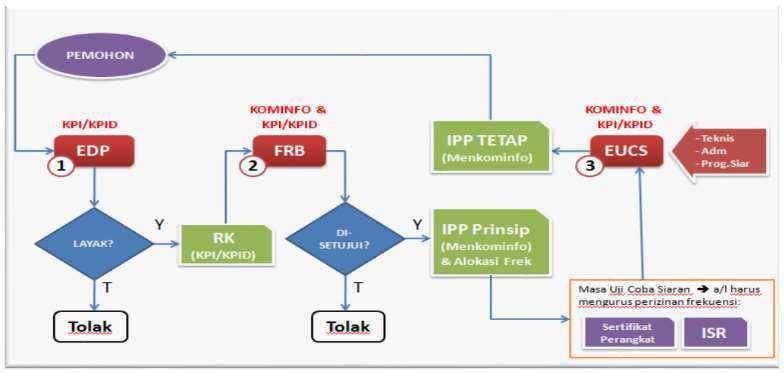 PEMOHON
KPI/KPID
EDP
1
LAYAK?
Y
T
Tolak
RK
(KPI/KPID)
KOMINFO &
KPI/KPID
FRB
2
DI-
SETUJUI?
Y
T
Tolak
IPP TETAP
(Menkominfo)
IPP Prinsip
(Menkominfo)
& Alokasi Frek
KOMINFO &
KPI/KPID
EUCS
3
- Teknis
- Adm
- Prog.Siar
Masa Uji Coba Siaran ➔ a/l harus
mengurus perizinan frekuensi:
Sertifikat
Perangkat
ISR